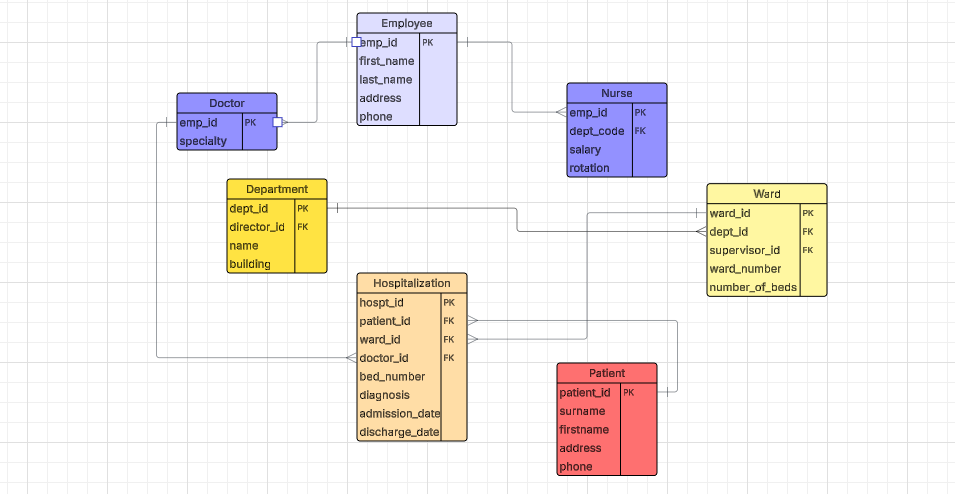 Employee
emp_id PK
first_name
last_name
address
phone
Doctor
emp_id PK
specialty
Nurse
emp_id PK
dept_code FK
salary
rotation
Department
dept_id PK
director_id FK
name
building
Ward
ward_id PK
dept_id FK
supervisor_id FK
ward_number
number_of_beds
Hospitalization
hospt_id PK
patient_id FK
ward_id FK
doctor_id FK
bed_number
diagnosis
admission_date
discharge_date
Patient
patient_id PK
surname
firstname
address
phone